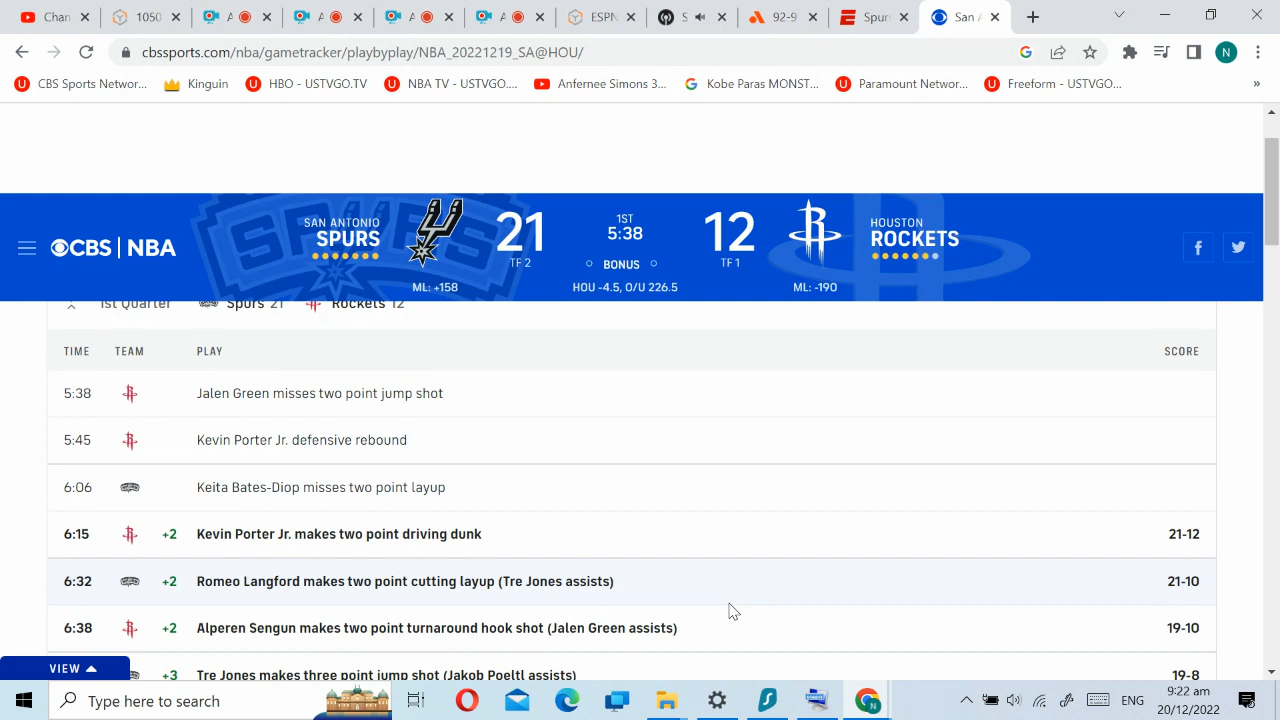 Chan
1050
A
A
A
A
ESPN
S
92-9
Spurs
San A
cbssports.com/nba/gametracker/playbyplay/NBA_20221219_SA@HOU/
N
CBS Sports Network...
Kinguin
HBO - USTVGO.TV
NBA TV - USTVGO....
Anfernee Simons 3...
Kobe Paras MONST...
Paramount Networ...
Freeform - USTVGO...
»
CBS | NBA
SAN ANTONIO
SPURS
ML: +158
21
TF 2
1ST
5:38
BONUS
HOU -4.5, O/U 226.5
12
TF 1
ML: -190
HOUSTON
ROCKETS
1st Quarter Spurs 21 Rockets 12
TIME TEAM PLAY SCORE
5:38 Jalen Green misses two point jump shot
5:45 Kevin Porter Jr. defensive rebound
6:06 Keita Bates-Diop misses two point layup
6:15 +2 Kevin Porter Jr. makes two point driving dunk 21-12
6:32 +2 Romeo Langford makes two point cutting layup (Tre Jones assists) 21-10
6:38 +2 Alperen Sengun makes two point turnaround hook shot (Jalen Green assists) 19-10
+3 Tre Jones makes three point jump shot (Jakob Poeltl assists) 19-8
VIEW
Type here to search
ENG
9:22 am
20/12/2022